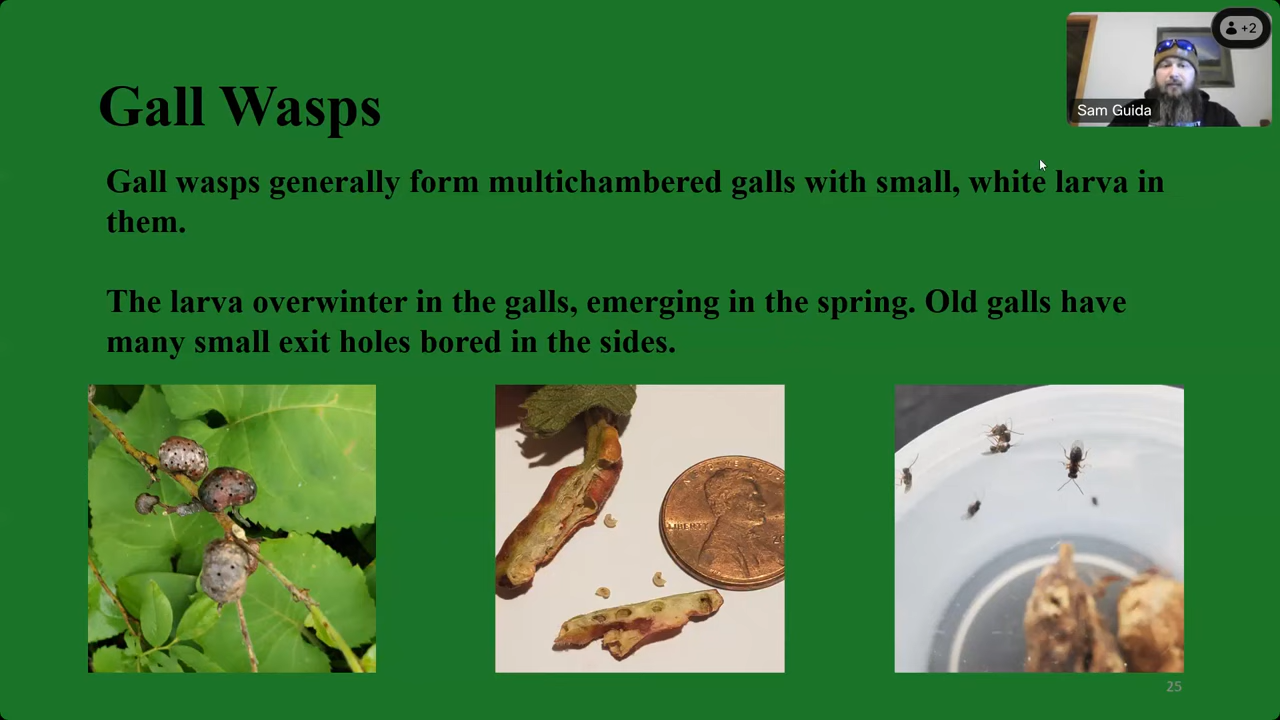 +2
Sam Guida
Gall Wasps
Gall wasps generally form multichambered galls with small, white larva in
them.
The larva overwinter in the galls, emerging in the spring. Old galls have
many small exit holes bored in the sides.
LIBERTY
25